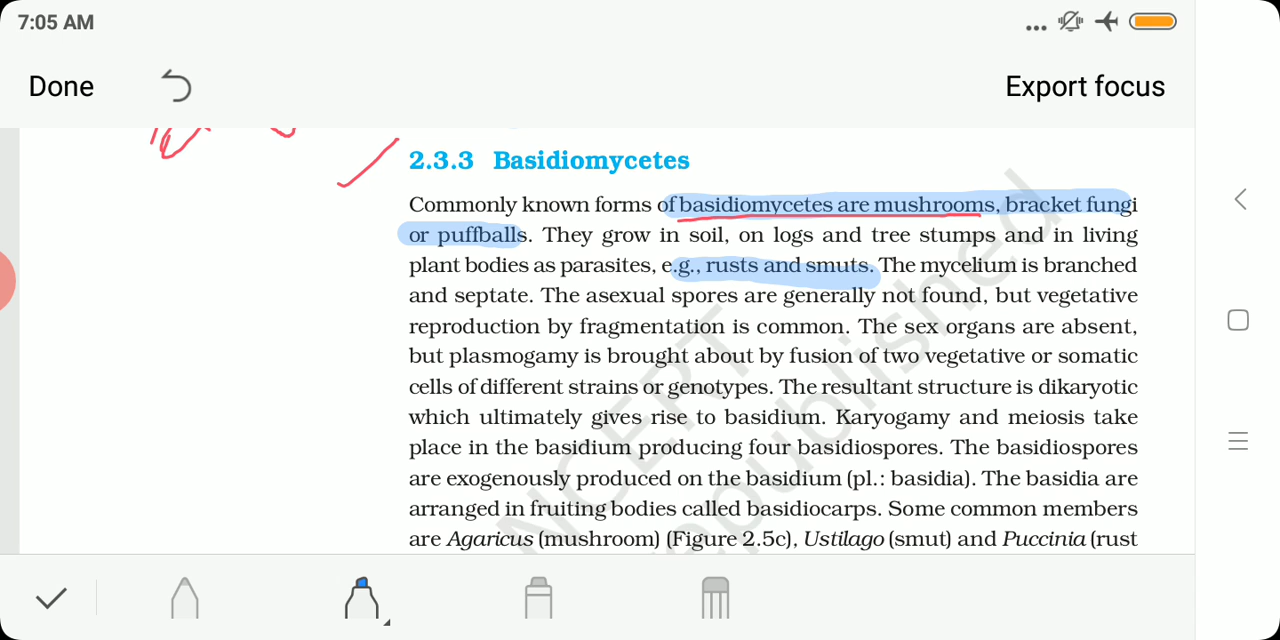 7:05 AM
Done
Export focus
2.3.3 Basidiomycetes
Commonly known forms of basidiomycetes are mushrooms, bracket fungi
or puffballs. They grow in soil, on logs and tree stumps and in living
plant bodies as parasites, e.g., rusts and smuts. The mycelium is branched
and septate. The asexual spores are generally not found, but vegetative
reproduction by fragmentation is common. The sex organs are absent,
but plasmogamy is brought about by fusion of two vegetative or somatic
cells of different strains or genotypes. The resultant structure is dikaryotic
which ultimately gives rise to basidium. Karyogamy and meiosis take
place in the basidium producing four basidiospores. The basidiospores
are exogenously produced on the basidium (pl.: basidia). The basidia are
arranged in fruiting bodies called basidiocarps. Some common members
are Agaricus (mushroom) (Figure 2.5c), Ustilago (smut) and Puccinia (rust
NCERT
republished